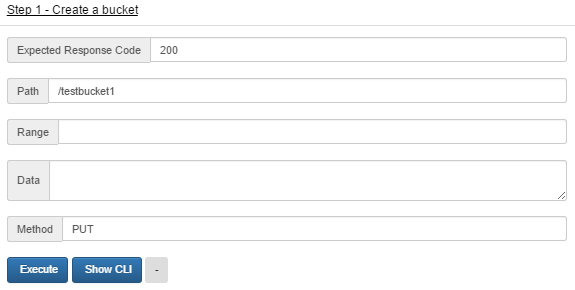 Step 1 - Create a bucket
Expected Response Code 200
Path /testbucket1
Range
Data
Method PUT
Execute Show CLI -